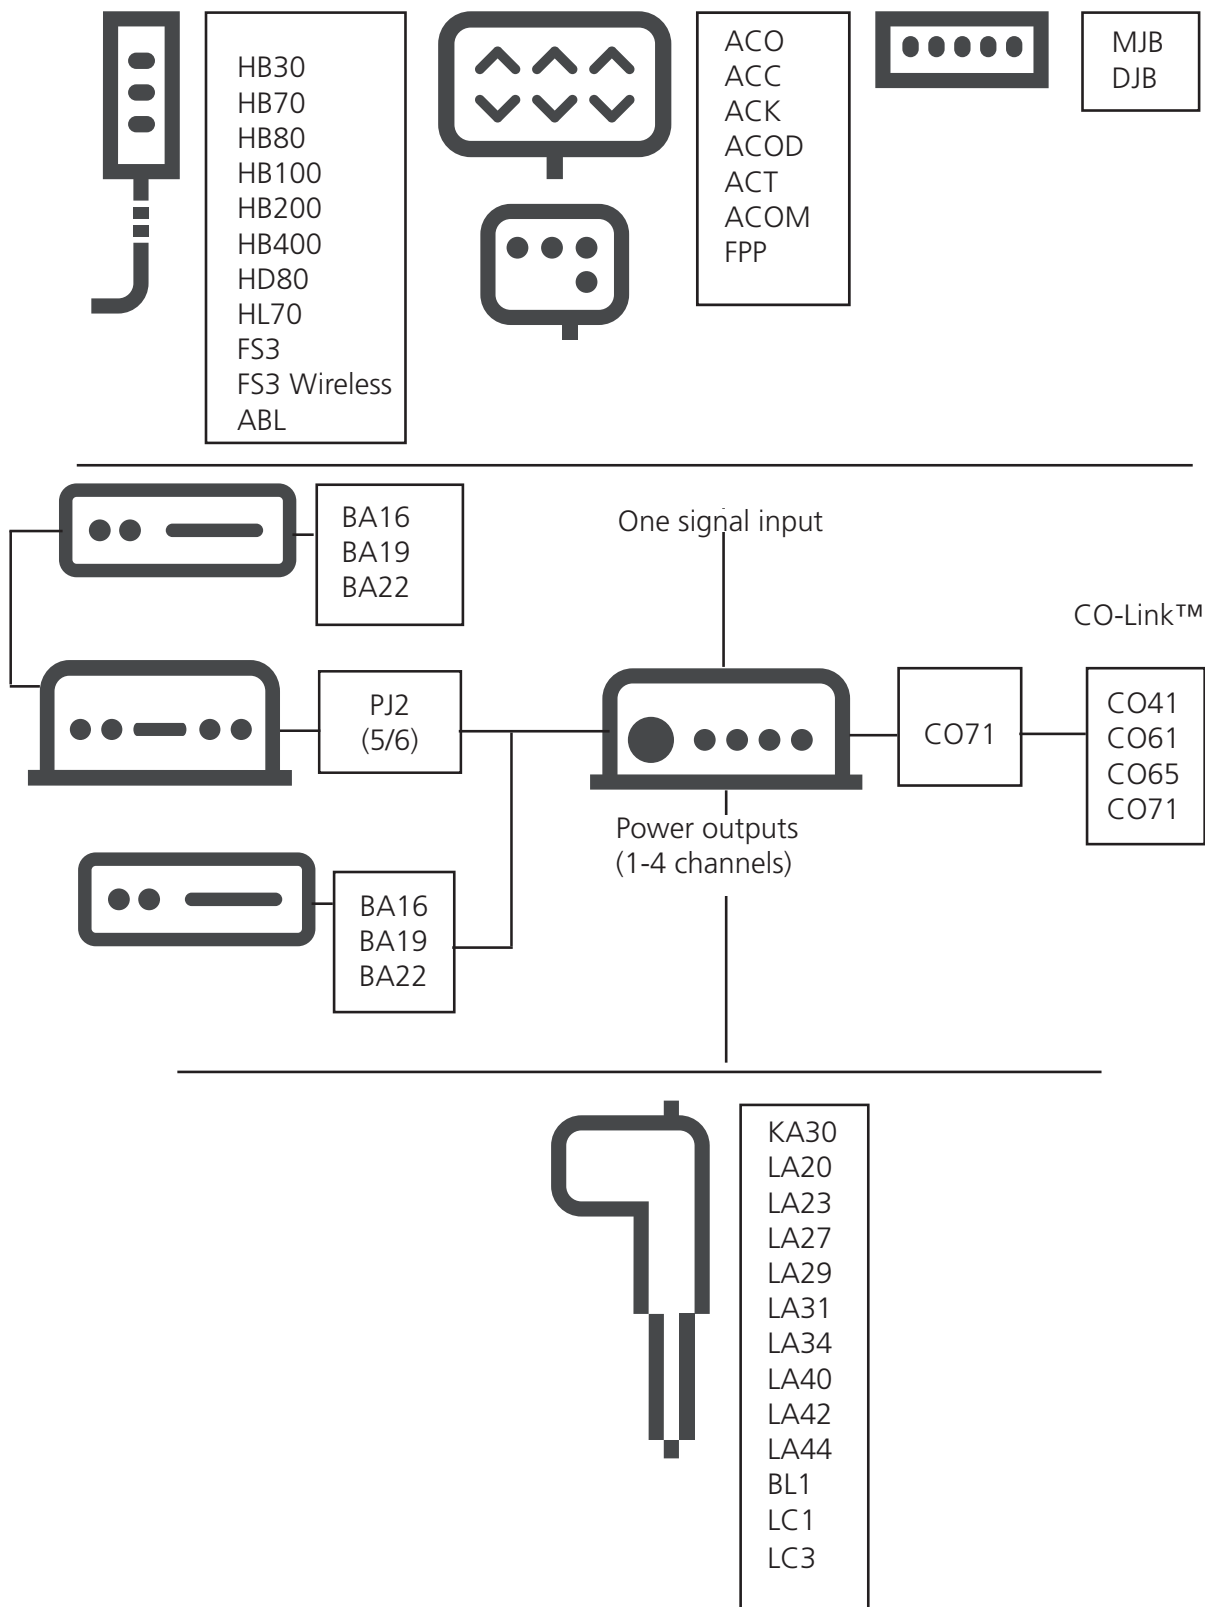 HB30
HB70
HB80
HB100
HB200
HB400
HD80
HL70
FS3
FS3 Wireless
ABL
ACO
ACC
ACK
ACOD
ACT
ACOM
FPP
MJB
DJB
BA16
BA19
BA22
One signal input
CO-Link™
PJ2
(5/6)
CO71
CO41
CO61
CO65
CO71
Power outputs
(1-4 channels)
BA16
BA19
BA22
KA30
LA20
LA23
LA27
LA29
LA31
LA34
LA40
LA42
LA44
BL1
LC1
LC3